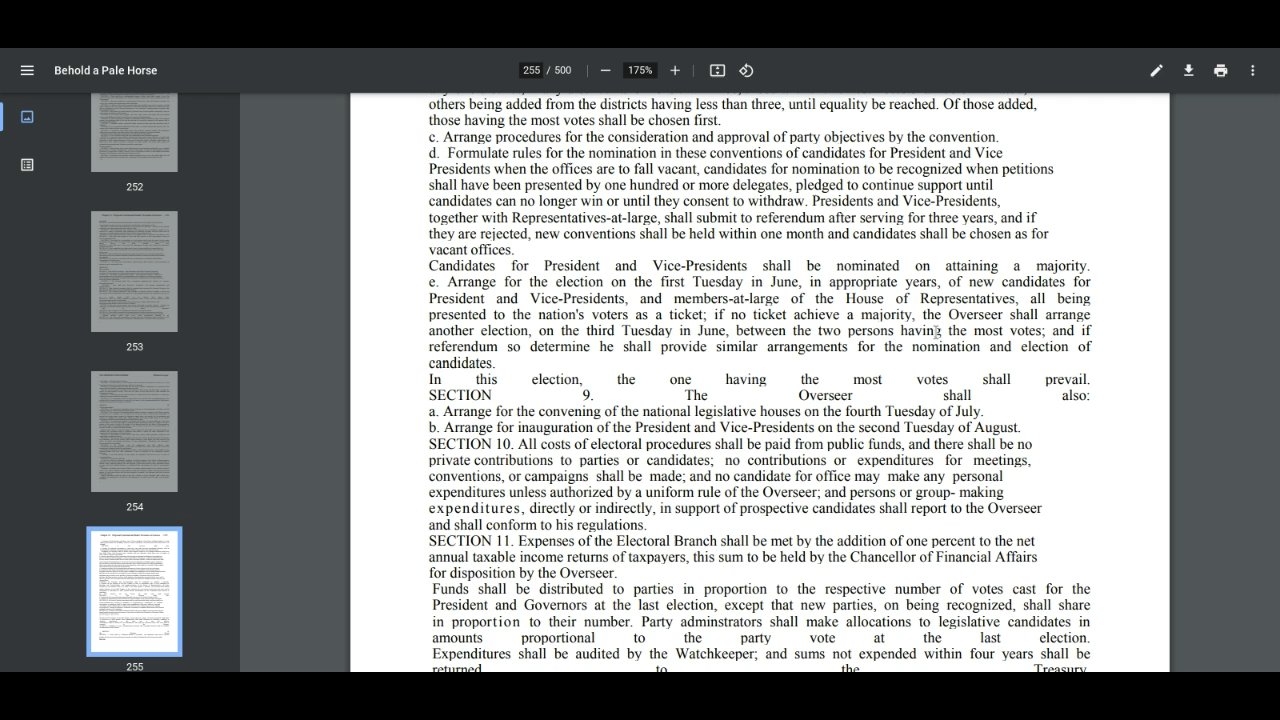 Behold a Pale Horse
255 / 500
175%
252
253
254
255
those having the most votes shall be chosen first.
c. Arrange procedures for the consideration and approval of party objectives by the convention.
d. Formulate rules for the nomination in these conventions of candidates for President and Vice
Presidents when the offices are to fall vacant, candidates for nomination to be recognized when petitions
shall have been presented by one hundred or more delegates, pledged to continue support until
candidates can no longer win or until they consent to withdraw. Presidents and Vice-Presidents,
together with Representatives-at-large, shall submit to referendum after serving for three years, and if
they are rejected, new conventions shall be held within one month and candidates shall be chosen as for
vacant offices.
Candidates for President and Vice-Presidents shall be nominated on attaining a majority.
e. Arrange for the election on the first Tuesday in June, in appropriate years, of new candidates for
President and Vice-Presidents, and members-at-large of the House of Representatives, all being
presented to the nation's voters as a ticket; if no ticket achieve a majority, the Overseer shall arrange
another election, on the third Tuesday in June, between the two persons having the most votes; and if
referendum so determine he shall provide similar arrangements for the nomination and election of
candidates.
In this election, the one having the most votes shall prevail.
SECTION 9. The Overseer shall also:
a. Arrange for the convening of the national legislative houses on the fourth Tuesday of July.
b. Arrange for inauguration of the President and Vice-Presidents on the second Tuesday of August.
SECTION 10. All costs of electoral procedures shall be paid from public funds, and there shall be no
private contributions to parties or candidates; no contributions or expenditures for meetings,
conventions, or campaigns shall be made; and no candidate for office may make any personal
expenditures unless authorized by a uniform rule of the Overseer; and persons or group- making
expenditures, directly or indirectly, in support of prospective candidates shall report to the Overseer
and shall conform to his regulations.
SECTION 11. Expenses of the Electoral Branch shall be met by the addition of one percent to the net
annual taxable income returns of taxpayers, this sum to be held by the Chancellor of Financial Affairs
for disposition by the Overseer.
Funds shall be distributed to parties in proportion to the respective number of votes cast for the
President and Governors at the last election, except that new parties, on being recognized, shall share
in proportion to their number. Party administrators shall make allocations to legislative candidates in
amounts proportional to the party vote at the last election.
Expenditures shall be audited by the Watchkeeper; and sums not expended within four years shall be
returned to the Treasury.